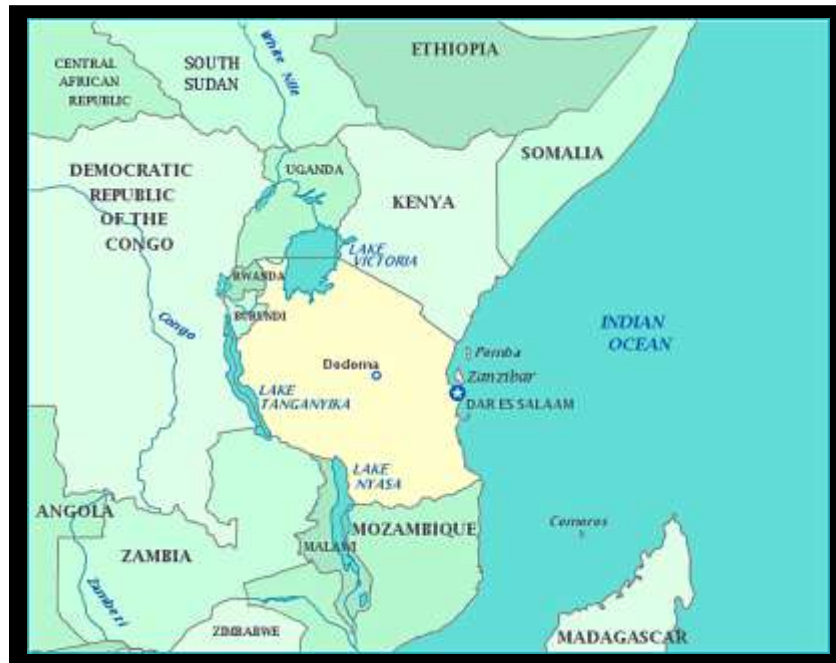 White Nile
ETHIOPIA
CENTRAL
AFRICAN
REPUBLIC
SOUTH
SUDAN
SOMALIA
DEMOCRATIC
REPUBLIC
OF THE
CONGO
UGANDA
KENYA
LAKE
VICTORIA
RWANDA
BURUNDI
Congo
INDIAN
OCEAN
Pemba
Dodoma
Zanzibar
LAKE
TANGANYIKA
DAR ES SALAAM
LAKE
NYASA
ANGOLA
MOZAMBIQUE
Comoros
ZAMBIA
MALAWI
Zambezi
ZIMBABWE
MADAGASCAR